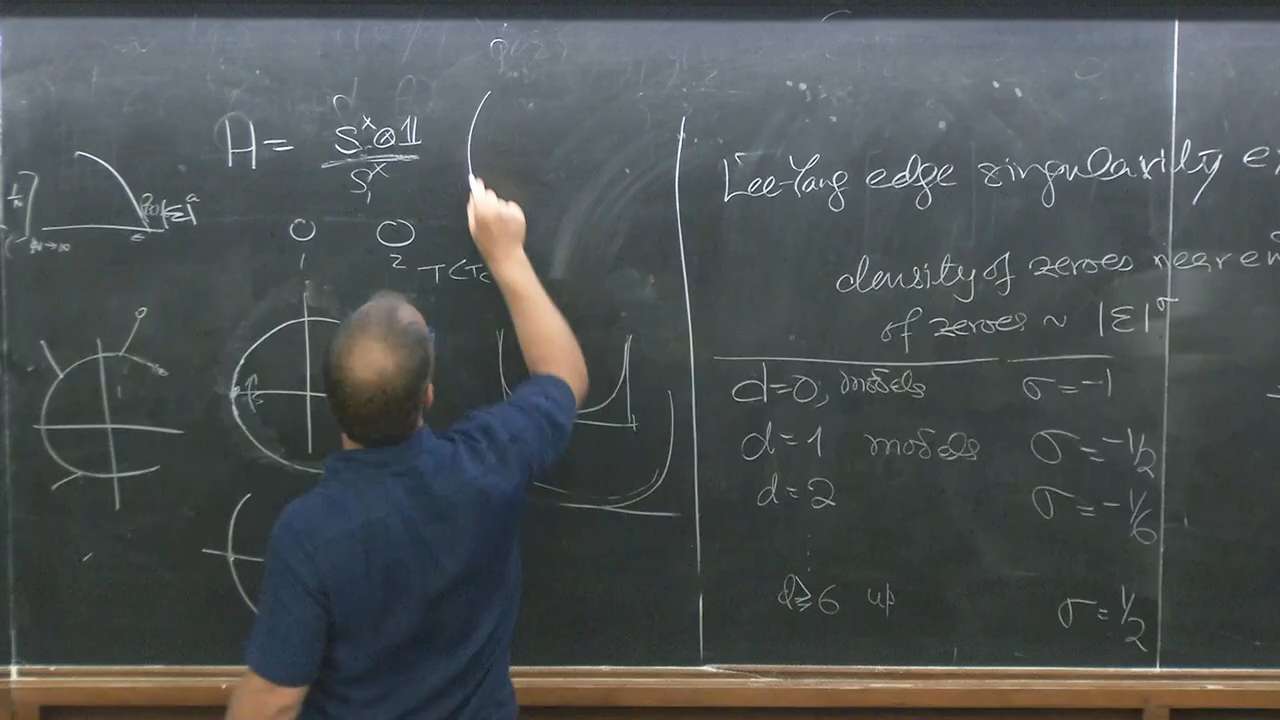 H = S^x ⊗ 1
S_1^x
1 2
T<Tc
Lee-Yang edge singularity
density of zeroes near
of zeroes ~ |ε|^σ
d=0, models σ=-1
d=1 models σ=-1/2
d=2 σ=-1/6
d≥6 up σ=1/2